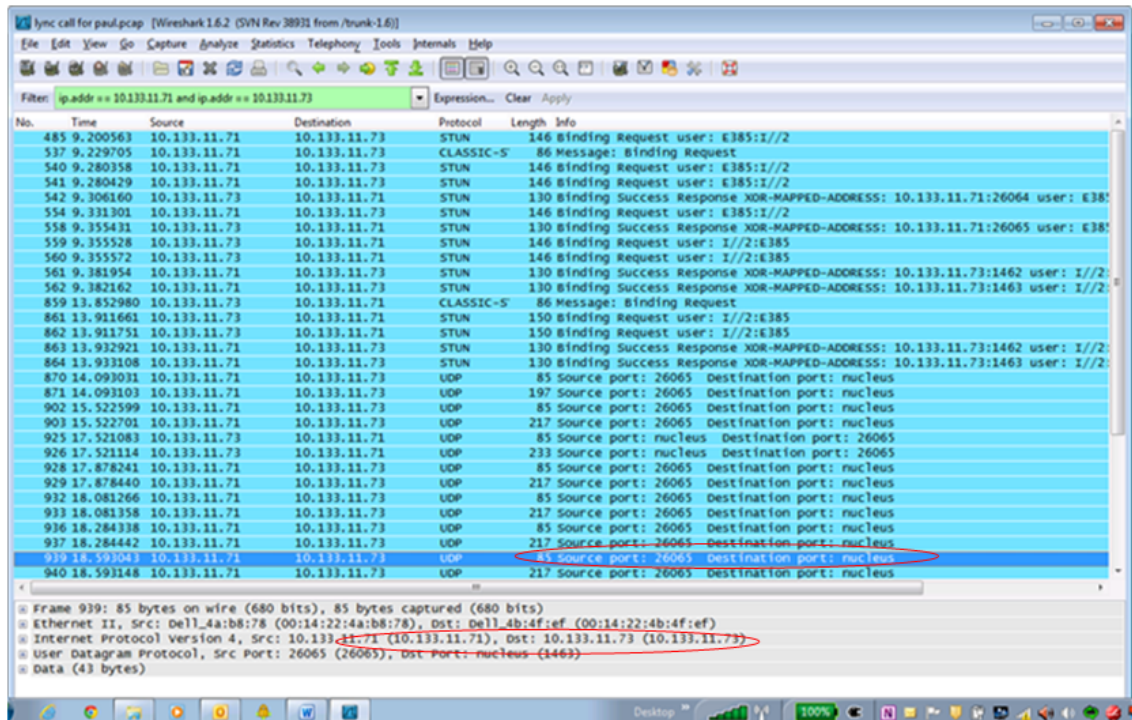 lync call for paul.pcap [Wireshark 1.6.2 (SVN Rev 38931 from /trunk-1.6)]
File Edit View Go Capture Analyze Statistics Telephony Tools Internals Help
Filter: ip.addr == 10.133.11.71 and ip.addr == 10.133.11.73 Expression... Clear Apply
No. Time Source Destination Protocol Length Info
485 9.200563 10.133.11.71 10.133.11.73 STUN 146 Binding Request user: E385:I//2
537 9.229705 10.133.11.71 10.133.11.73 CLASSIC-S 86 Message: Binding Request
540 9.280358 10.133.11.71 10.133.11.73 STUN 146 Binding Request user: E385:I//2
541 9.280429 10.133.11.71 10.133.11.73 STUN 146 Binding Request user: E385:I//2
542 9.306160 10.133.11.73 10.133.11.71 STUN 130 Binding Success Response XOR-MAPPED-ADDRESS: 10.133.11.71:26064 user: E38
554 9.331301 10.133.11.71 10.133.11.73 STUN 146 Binding Request user: E385:I//2
558 9.355431 10.133.11.73 10.133.11.71 STUN 130 Binding Success Response XOR-MAPPED-ADDRESS: 10.133.11.71:26065 user: E38
559 9.355528 10.133.11.73 10.133.11.71 STUN 146 Binding Request user: I//2:E385
560 9.355572 10.133.11.73 10.133.11.71 STUN 146 Binding Request user: I//2:E385
561 9.381954 10.133.11.71 10.133.11.73 STUN 130 Binding Success Response XOR-MAPPED-ADDRESS: 10.133.11.73:1462 user: I//2:
562 9.382162 10.133.11.71 10.133.11.73 STUN 130 Binding Success Response XOR-MAPPED-ADDRESS: 10.133.11.73:1463 user: I//2:
859 13.852980 10.133.11.73 10.133.11.71 CLASSIC-S 86 Message: Binding Request
861 13.911661 10.133.11.73 10.133.11.71 STUN 150 Binding Request user: I//2:E385
862 13.911751 10.133.11.73 10.133.11.71 STUN 150 Binding Request user: I//2:E385
863 13.932921 10.133.11.71 10.133.11.73 STUN 130 Binding Success Response XOR-MAPPED-ADDRESS: 10.133.11.73:1462 user: I//2:
864 13.933108 10.133.11.71 10.133.11.73 STUN 130 Binding Success Response XOR-MAPPED-ADDRESS: 10.133.11.73:1463 user: I//2:
870 14.093031 10.133.11.71 10.133.11.73 UDP 85 Source port: 26065 Destination port: nucleus
871 14.093103 10.133.11.71 10.133.11.73 UDP 197 Source port: 26065 Destination port: nucleus
902 15.522599 10.133.11.71 10.133.11.73 UDP 85 Source port: 26065 Destination port: nucleus
903 15.522701 10.133.11.71 10.133.11.73 UDP 217 Source port: 26065 Destination port: nucleus
925 17.521083 10.133.11.73 10.133.11.71 UDP 85 Source port: nucleus Destination port: 26065
926 17.521114 10.133.11.73 10.133.11.71 UDP 233 Source port: nucleus Destination port: 26065
928 17.878241 10.133.11.71 10.133.11.73 UDP 85 Source port: 26065 Destination port: nucleus
929 17.878440 10.133.11.71 10.133.11.73 UDP 217 Source port: 26065 Destination port: nucleus
932 18.081266 10.133.11.71 10.133.11.73 UDP 85 Source port: 26065 Destination port: nucleus
933 18.081358 10.133.11.71 10.133.11.73 UDP 217 Source port: 26065 Destination port: nucleus
936 18.284338 10.133.11.71 10.133.11.73 UDP 85 Source port: 26065 Destination port: nucleus
937 18.284442 10.133.11.71 10.133.11.73 UDP 217 Source port: 26065 Destination port: nucleus
939 18.593043 10.133.11.71 10.133.11.73 UDP 85 Source port: 26065 Destination port: nucleus
940 18.593148 10.133.11.71 10.133.11.73 UDP 217 Source port: 26065 Destination port: nucleus
Frame 939: 85 bytes on wire (680 bits), 85 bytes captured (680 bits)
Ethernet II, Src: Dell_4a:b8:78 (00:14:22:4a:b8:78), Dst: Dell_4b:4f:ef (00:14:22:4b:4f:ef)
Internet Protocol Version 4, Src: 10.133.11.71 (10.133.11.71), Dst: 10.133.11.73 (10.133.11.73)
User Datagram Protocol, Src Port: 26065 (26065), Dst Port: nucleus (1463)
Data (43 bytes)
Desktop 100%